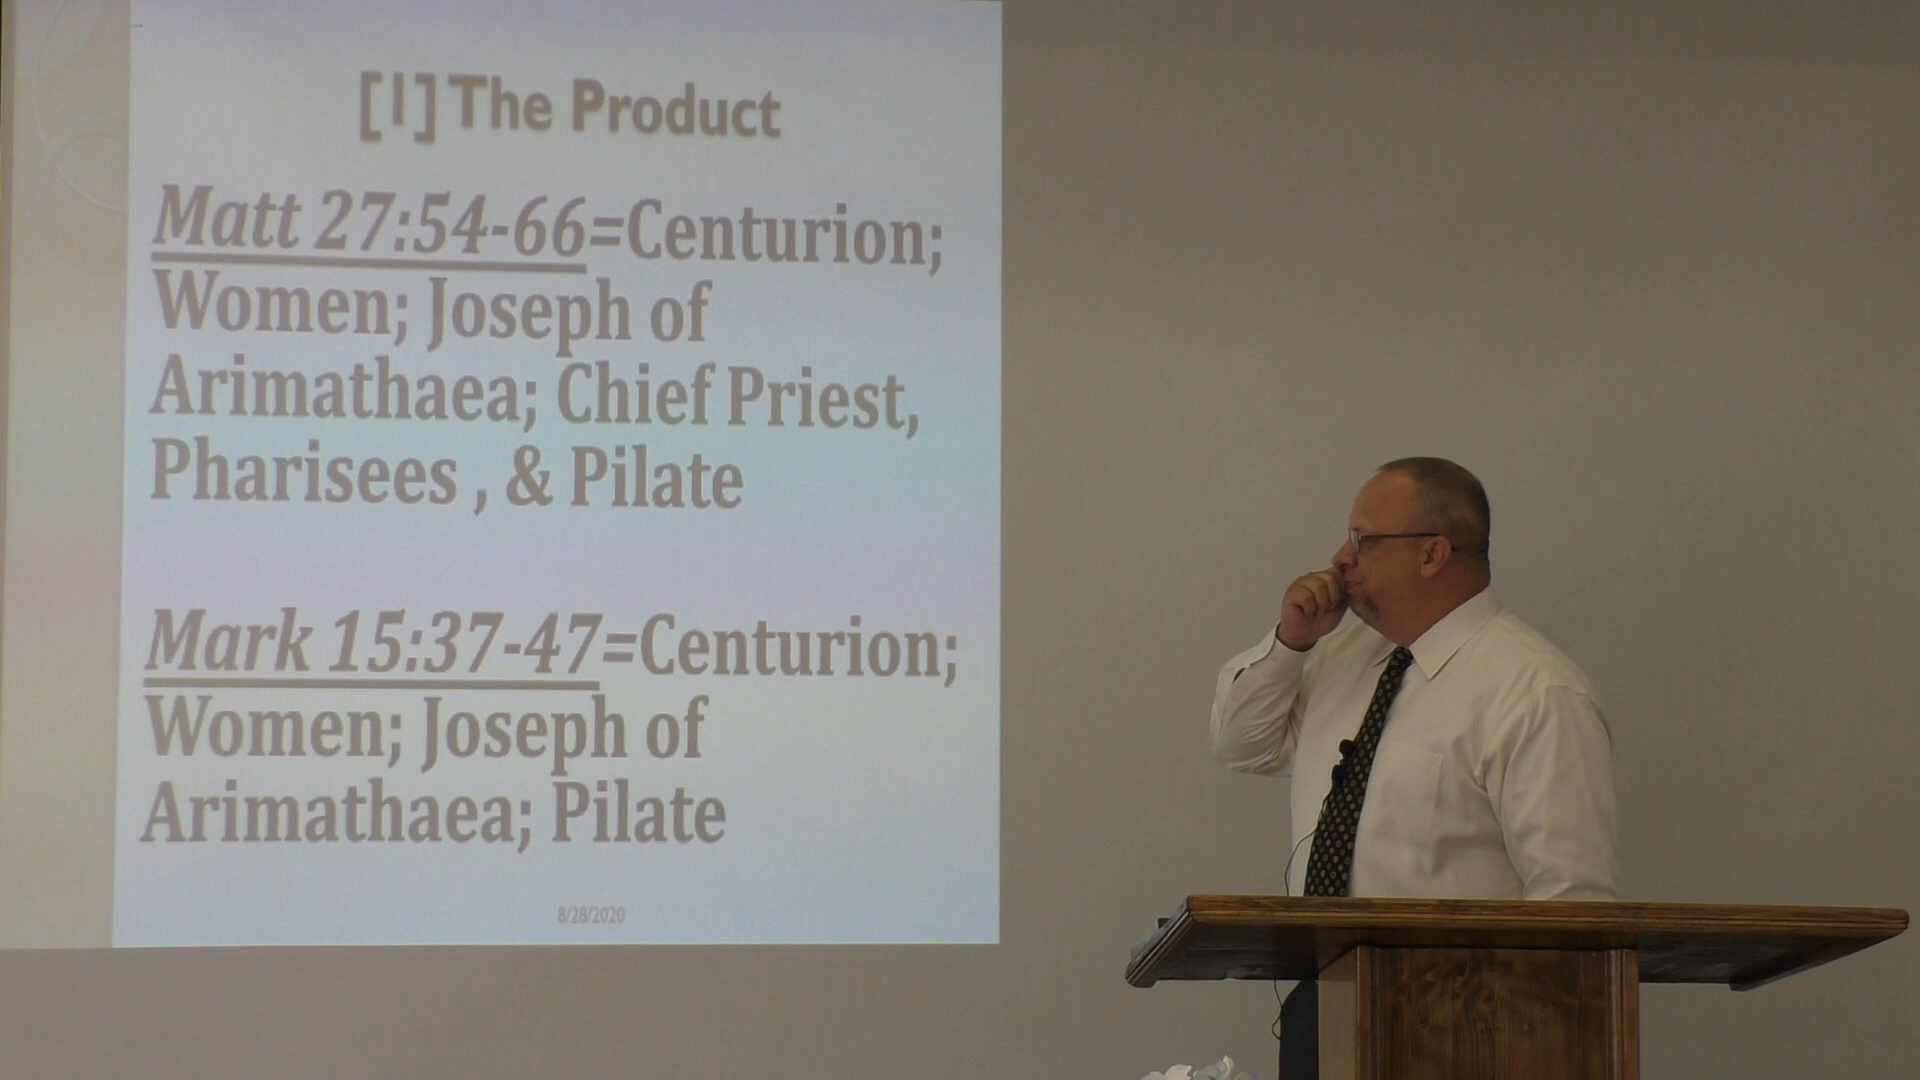 [1] The Product
Matt 27:54-66=Centurion;
Women; Joseph of
Arimathaea; Chief Priest,
Pharisees , & Pilate
Mark 15:37-47=Centurion;
Women; Joseph of
Arimathaea; Pilate
8/28/2020